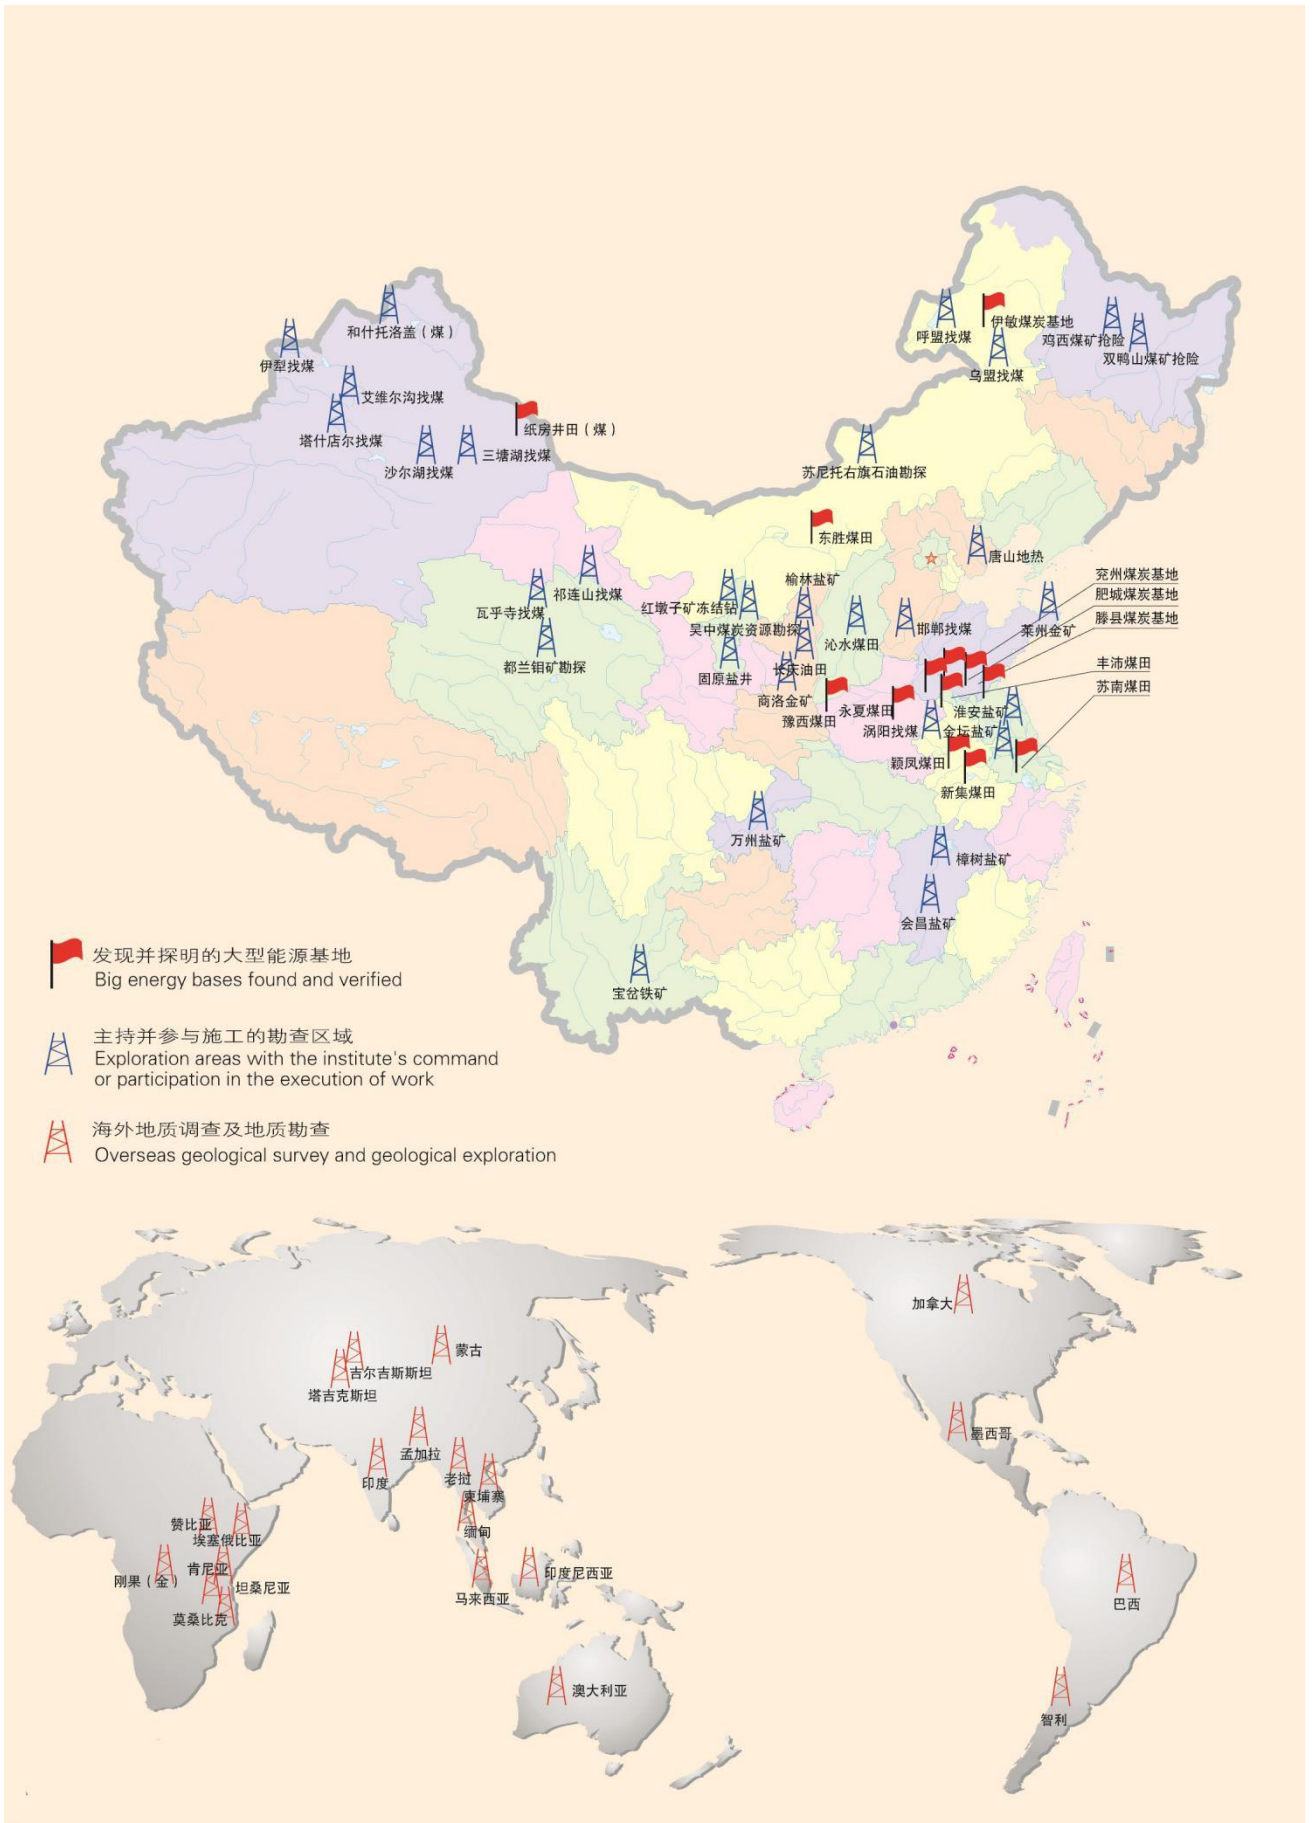 和什托洛盖（煤）
伊犁找煤
艾维尔沟找煤
塔什店尔找煤
沙尔湖找煤
三塘湖找煤
纸房井田（煤）
呼盟找煤
伊敏煤炭基地
乌盟找煤
鸡西煤矿抢险
双鸭山煤矿抢险
苏尼托右旗石油勘探
东胜煤田
唐山地热
祁连山找煤
瓦乎寺找煤
都兰钼矿勘探
红墩子矿冻结钻
吴中煤炭资源勘探
榆林盐矿
固原盐井
长庆油田
商洛金矿
沁水煤田
邯郸找煤
莱州金矿
兖州煤炭基地
肥城煤炭基地
滕县煤炭基地
丰沛煤田
苏南煤田
豫西煤田
永夏煤田
涡阳找煤
淮安盐矿
金坛盐矿
颖凤煤田
新集煤田
万州盐矿
樟树盐矿
会昌盐矿
宝岔铁矿
发现并探明的大型能源基地
Big energy bases found and verified
主持并参与施工的勘查区域
Exploration areas with the institute's command
or participation in the execution of work
海外地质调查及地质勘查
Overseas geological survey and geological exploration
蒙古
吉尔吉斯斯坦
塔吉克斯坦
孟加拉
印度
老挝
柬埔寨
缅甸
赞比亚
埃塞俄比亚
刚果（金）
肯尼亚
坦桑尼亚
莫桑比克
马来西亚
印度尼西亚
澳大利亚
加拿大
墨西哥
巴西
智利